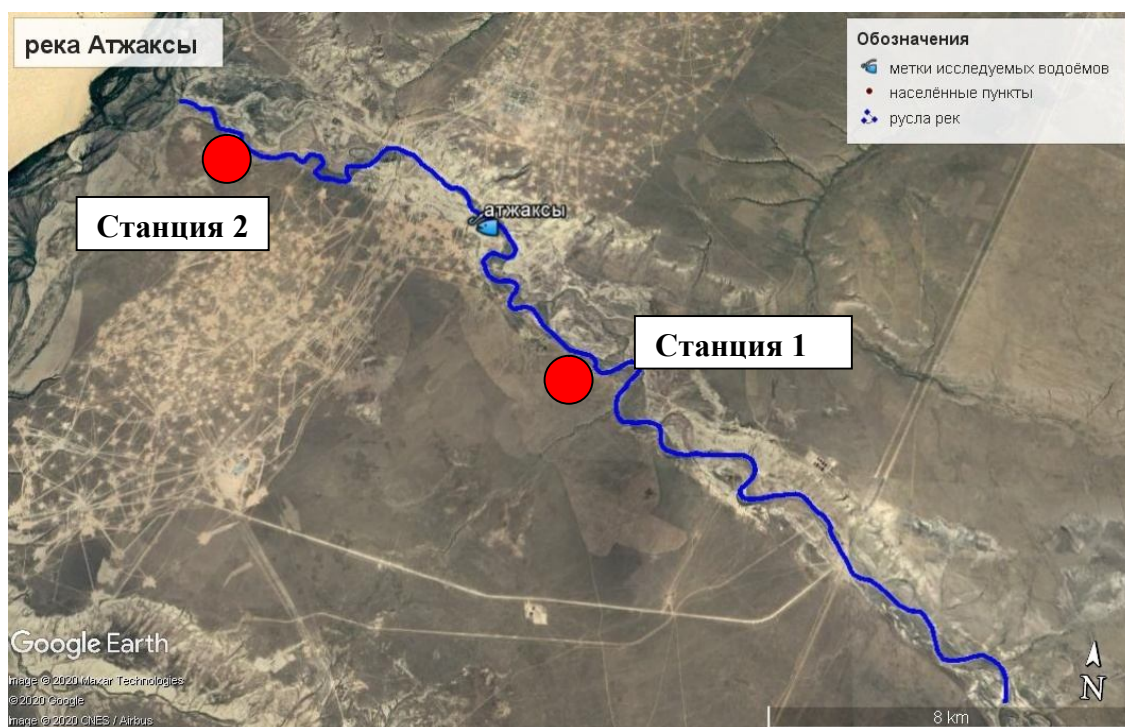 река Атжаксы
Обозначения
метки исследуемых водоёмов
населённые пункты
русла рек
Станция 2
атжаксы
Станция 1
Google Earth
Image © 2020 Maxar Technologies
© 2020 Google
Image © 2020 CNES / Airbus
8 km
N